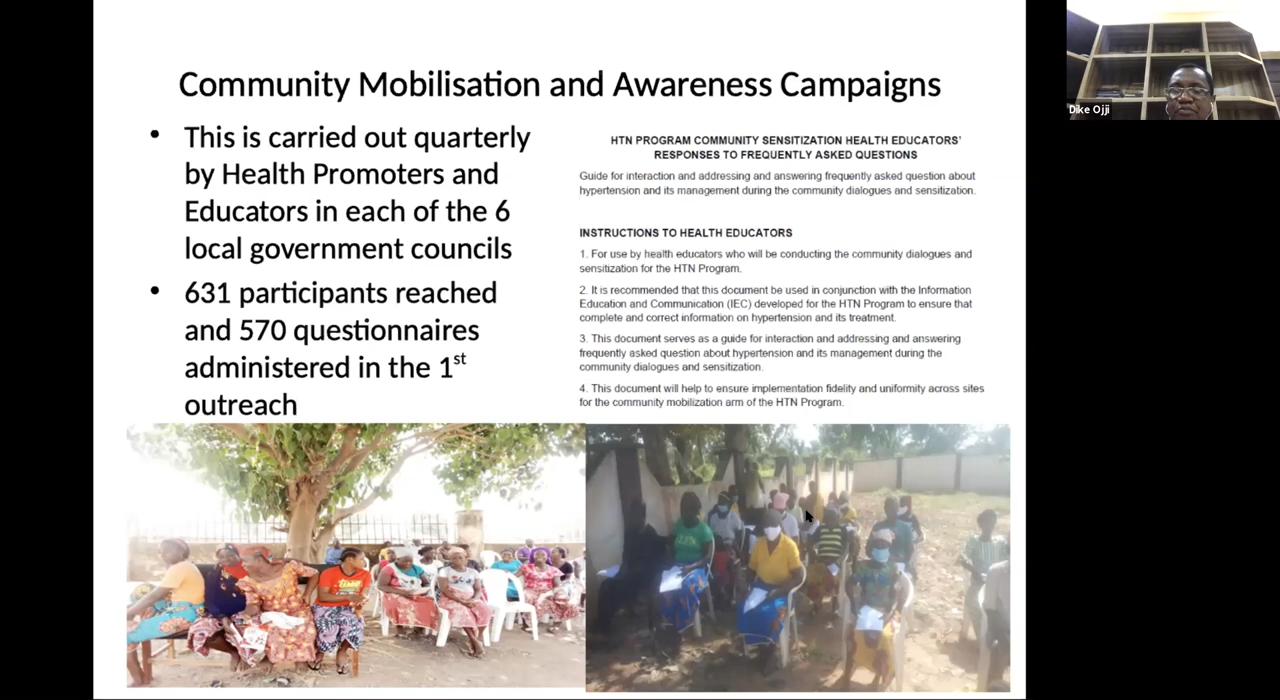 Community Mobilisation and Awareness Campaigns
• This is carried out quarterly
by Health Promoters and
Educators in each of the 6
local government councils
• 631 participants reached
and 570 questionnaires
administered in the 1st
outreach
HTN PROGRAM COMMUNITY SENSITIZATION HEALTH EDUCATORS'
RESPONSES TO FREQUENTLY ASKED QUESTIONS
Guide for interaction and addressing and answering frequently asked question about
hypertension and its management during the community dialogues and sensitization.
INSTRUCTIONS TO HEALTH EDUCATORS
1. For use by health educators who will be conducting the community dialogues and
sensitization for the HTN Program.
2. It is recommended that this document be used in conjunction with the Information
Education and Communication (IEC) developed for the HTN Program to ensure that
complete and correct information on hypertension and its treatment.
3. This document serves as a guide for interaction and addressing and answering
frequently asked question about hypertension and its management during the
community dialogues and sensitization.
4. This document will help to ensure implementation fidelity and uniformity across sites
for the community mobilization arm of the HTN Program.
Dike Ojji